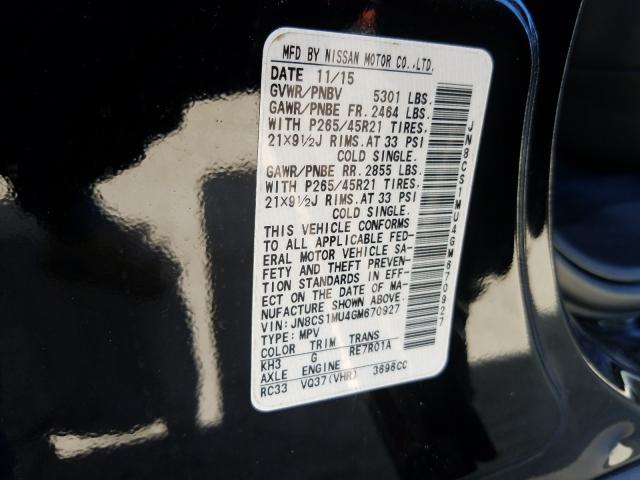 MFD BY NISSAN MOTOR CO.,LTD.
DATE 11/15
GVWR/PNBV 5301 LBS.
GAWR/PNBE FR. 2464 LBS.
WITH P265/45R21 TIRES.
21X9½J RIMS.AT 33 PSI
COLD SINGLE.
GAWR/PNBE RR. 2855 LBS.
WITH P265/45R21 TIRES.
21X9½J RIMS.AT 33 PSI
COLD SINGLE.
THIS VEHICLE CONFORMS
TO ALL APPLICABLE FED-
ERAL MOTOR VEHICLE SA-
FETY AND THEFT PREVEN-
TION STANDARDS IN EFF-
ECT ON THE DATE OF MA-
NUFACTURE SHOWN ABOVE.
VIN:JN8CS1MU4GM670927
TYPE: MPV
COLOR TRIM TRANS
KH3 G RE7R01A
AXLE ENGINE
RC33 VQ37(VHR) 3696CC
JN8CS1MU4GM670927